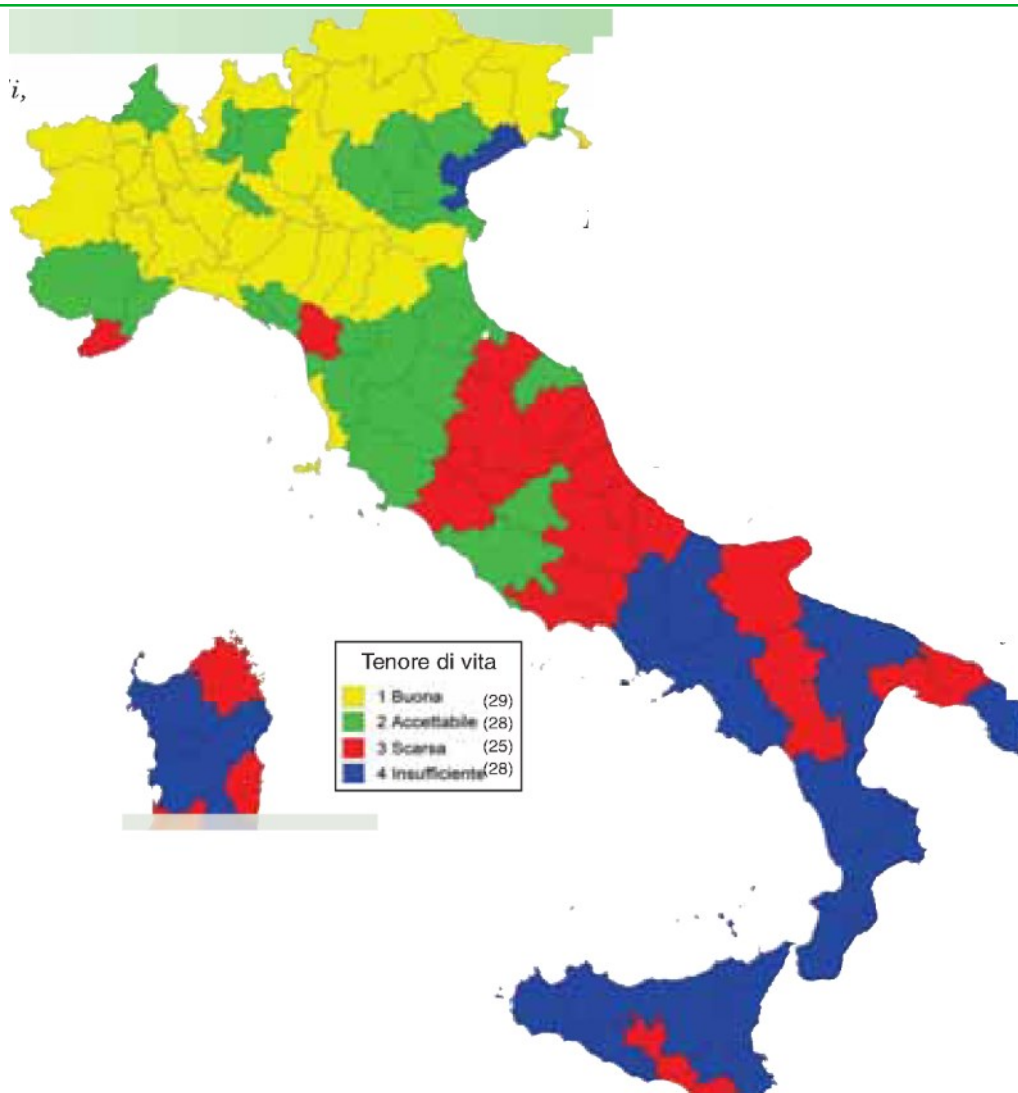 i,
Tenore di vita
1 Buona (29)
2 Accettabile (28)
3 Scarsa (25)
4 Insufficiente (28)